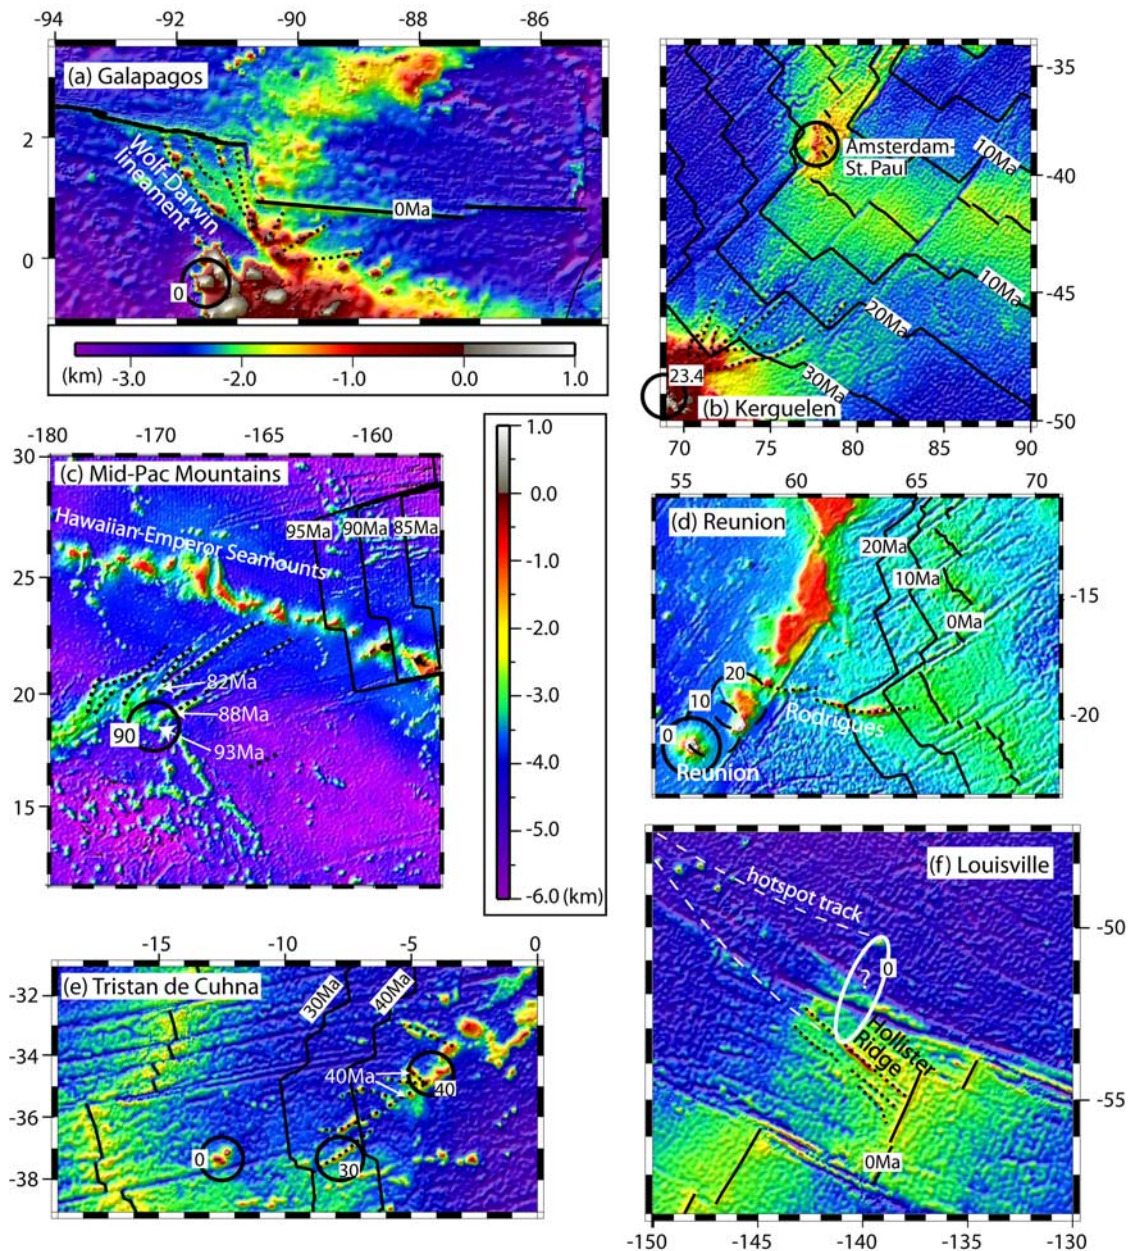 -94
-92
-90
-88
-86
(a) Galapagos
2
0
Wolf-Darwin
lineament
0Ma
0
(km)
-3.0
-2.0
-1.0
0.0
1.0
-35
-40
-45
-50
70
75
80
85
90
Amsterdam-
St. Paul
10Ma
10Ma
20Ma
30Ma
23.4
(b) Kerguelen
-180
-170
-165
-160
30
25
20
15
(c) Mid-Pac Mountains
Hawaiian-Emperor Seamounts
95Ma
90Ma
85Ma
82Ma
88Ma
93Ma
90
1.0
0.0
-1.0
-2.0
-3.0
-4.0
-5.0
-6.0 (km)
55
60
65
70
(d) Reunion
-15
-20
20Ma
10Ma
0Ma
20
10
0
Rodrigues
Reunion
-15
-10
-5
0
-32
-34
-36
-38
(e) Tristan de Cuhna
30Ma
40Ma
40Ma
40
30
0
(f) Louisville
hotspot track
0
?
Hollister
Ridge
0Ma
-50
-55
-150
-145
-140
-135
-130